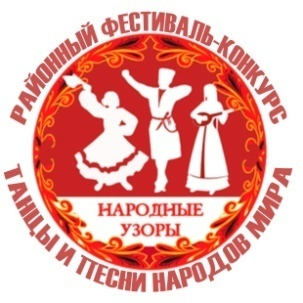 РАЙОННЫЙ ФЕСТИВАЛЬ-КОНКУРС
НАРОДНЫЕ
УЗОРЫ
ТАНЦЫ И ПЕСНИ НАРОДОВ МИРА